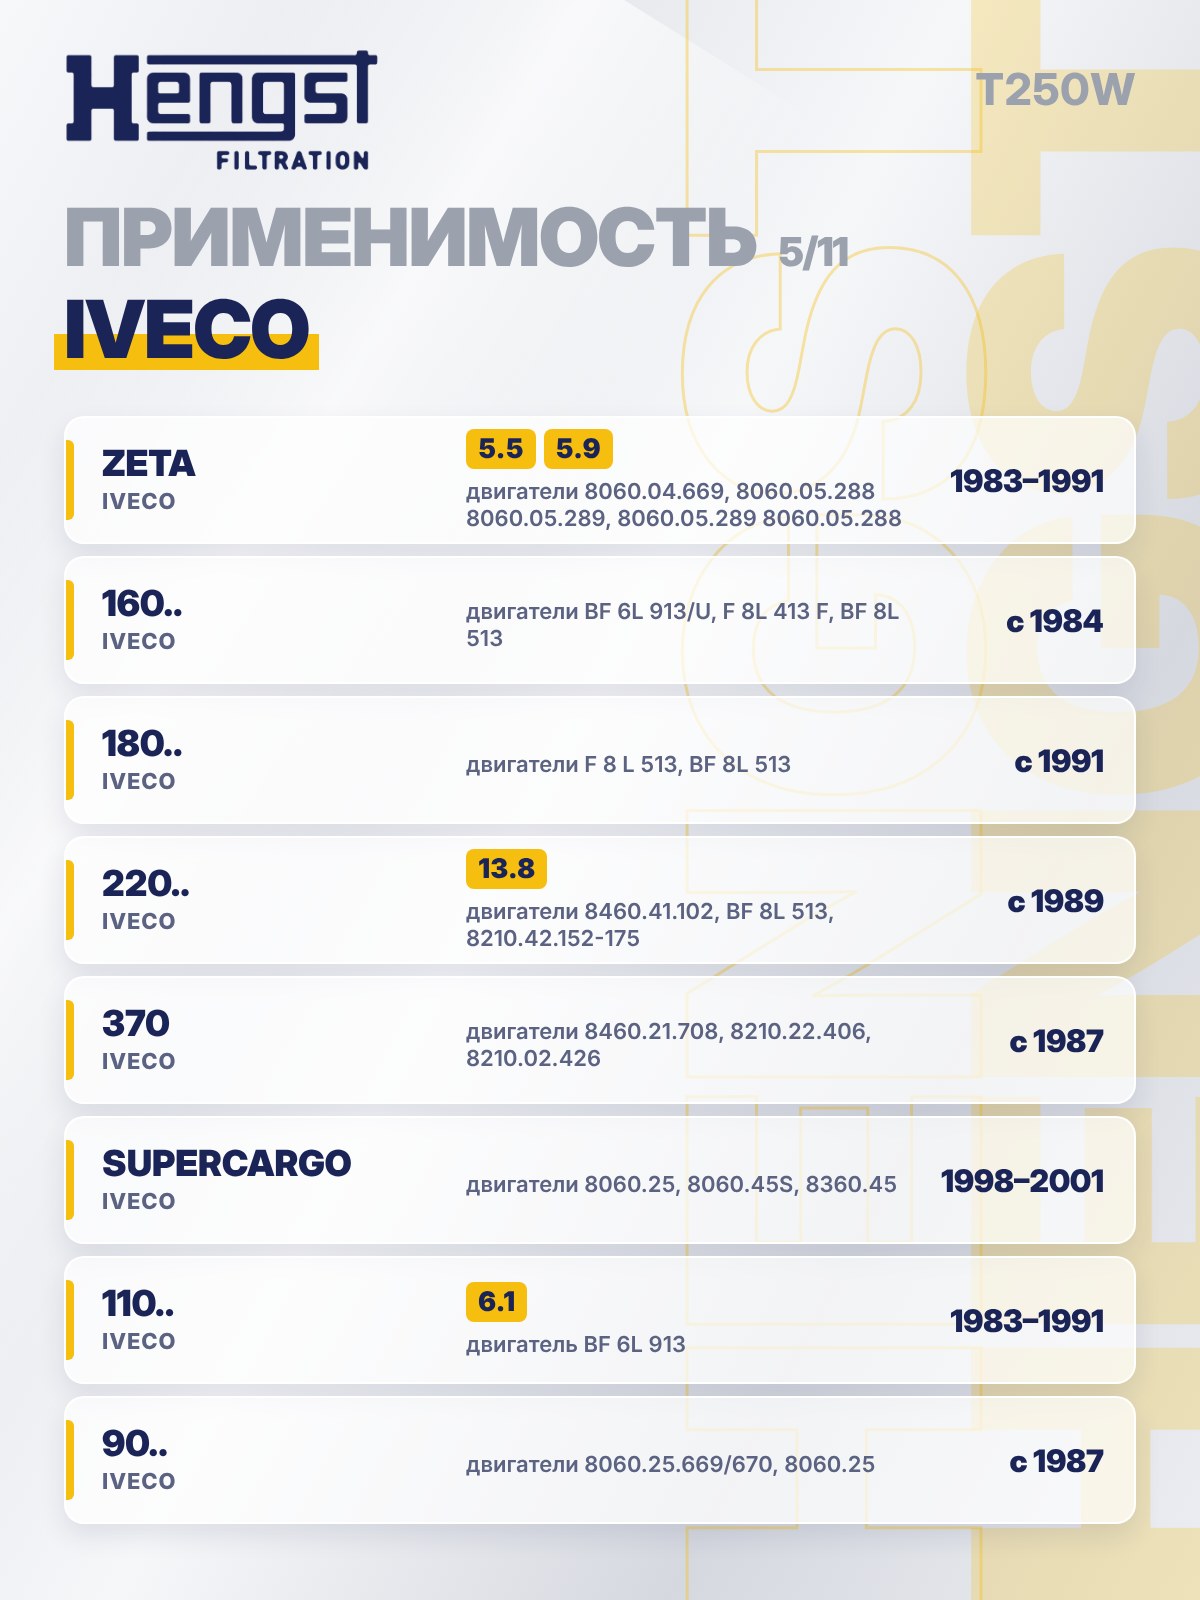 Hengst
FILTRATION
T250W
ПРИМЕНИМОСТЬ 5/11
IVECO
ZETA
IVECO
5.5 5.9
двигатели 8060.04.669, 8060.05.288
8060.05.289, 8060.05.289 8060.05.288
1983–1991
160..
IVECO
двигатели BF 6L 913/U, F 8L 413 F, BF 8L
513
с 1984
180..
IVECO
двигатели F 8 L 513, BF 8L 513
с 1991
220..
IVECO
13.8
двигатели 8460.41.102, BF 8L 513,
8210.42.152-175
с 1989
370
IVECO
двигатели 8460.21.708, 8210.22.406,
8210.02.426
с 1987
SUPERCARGO
IVECO
двигатели 8060.25, 8060.45S, 8360.45
1998–2001
110..
IVECO
6.1
двигатель BF 6L 913
1983–1991
90..
IVECO
двигатели 8060.25.669/670, 8060.25
с 1987
HENGST
HENGST